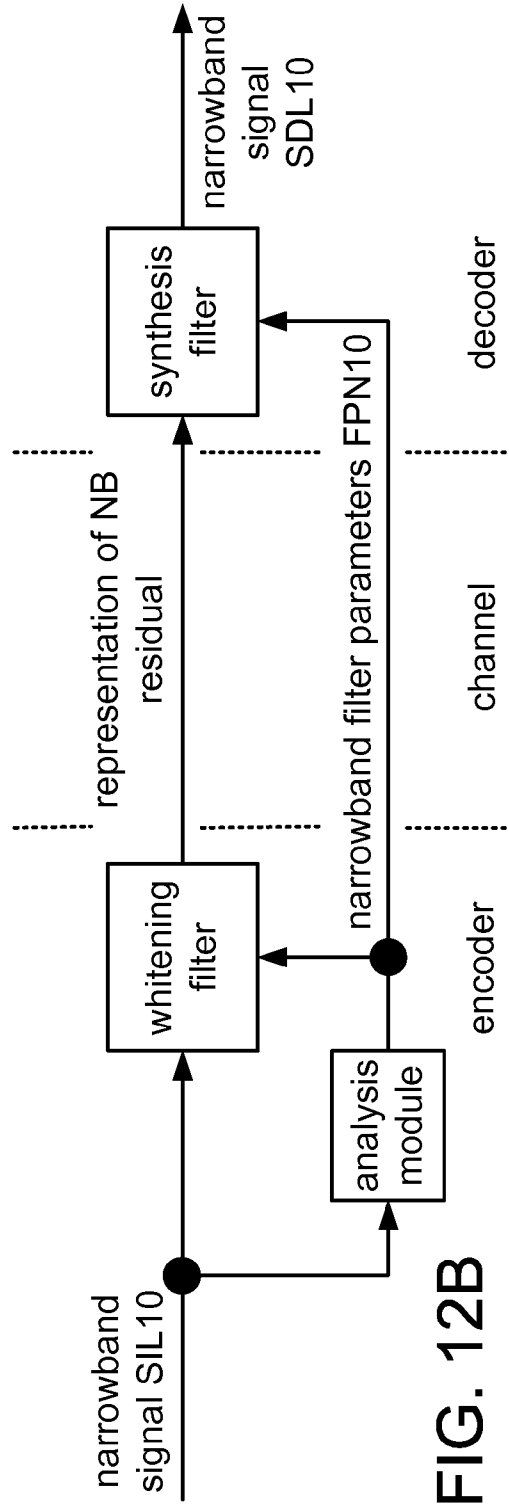 narrowband
signal SIL10
whitening
filter
analysis
module
representation of NB
residual
narrowband filter parameters FPN10
synthesis
filter
narrowband
signal
SDL10
encoder
channel
decoder
FIG. 12B